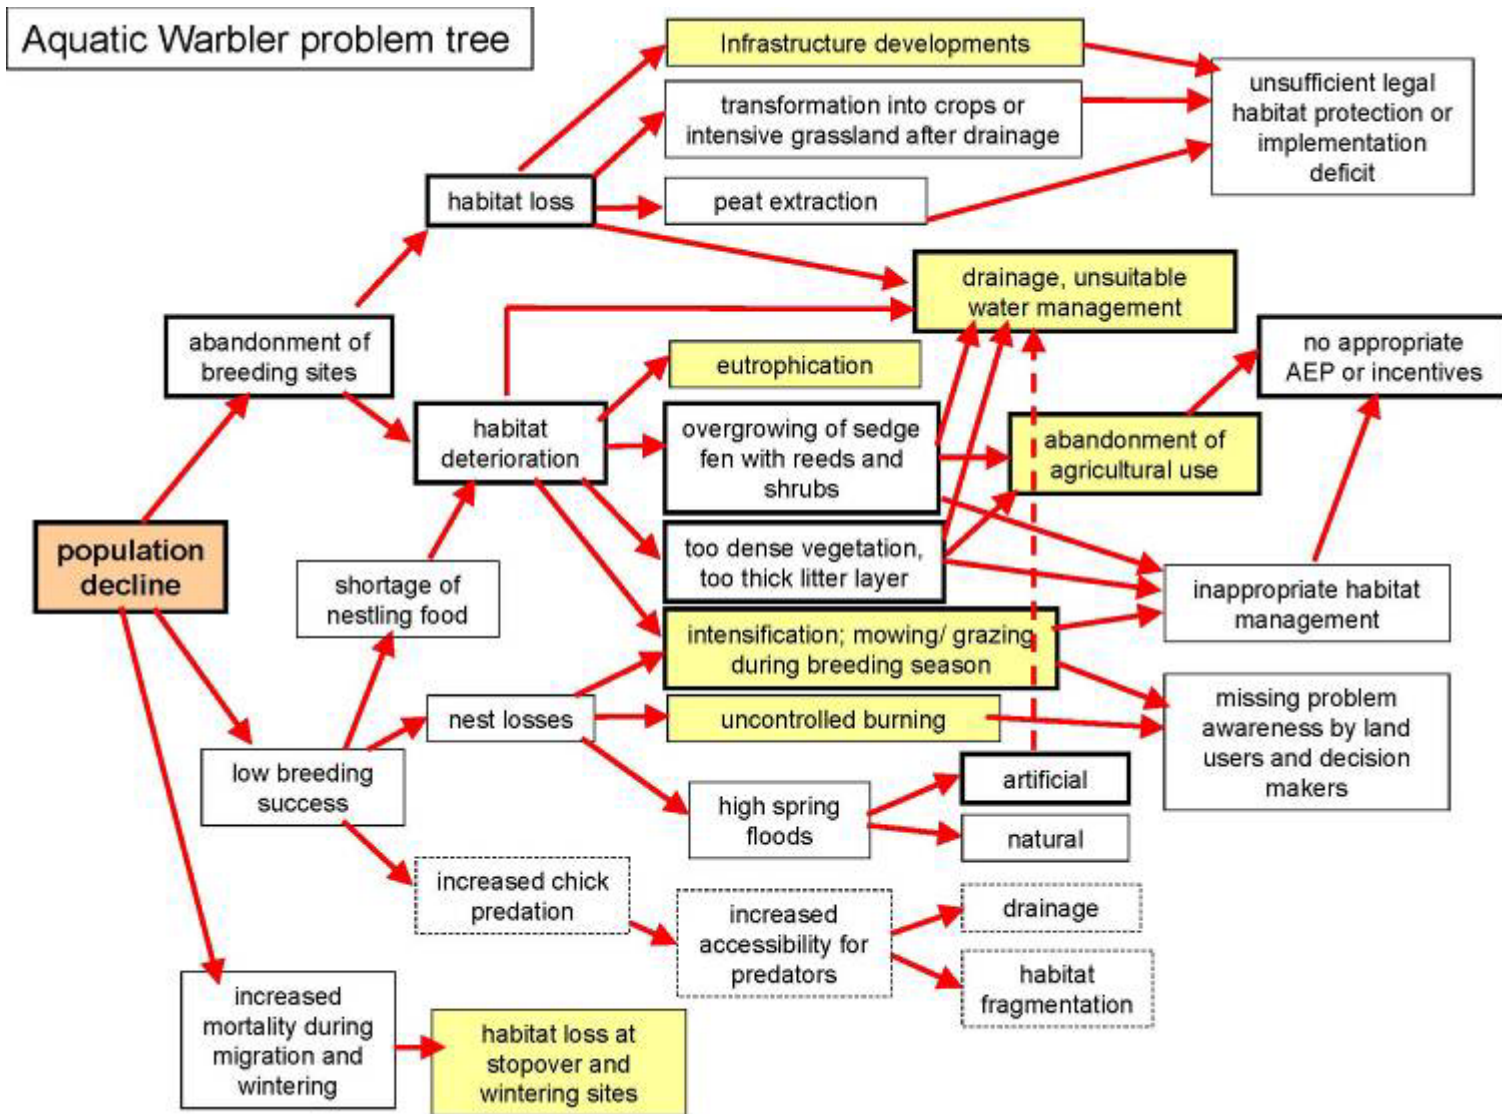 Aquatic Warbler problem tree
Infrastructure developments
transformation into crops or
intensive grassland after drainage
unsufficient legal
habitat protection or
implementation
deficit
habitat loss
peat extraction
drainage, unsuitable
water management
abandonment of
breeding sites
no appropriate
AEP or incentives
eutrophication
habitat
deterioration
overgrowing of sedge
fen with reeds and
shrubs
abandonment of
agricultural use
population
decline
too dense vegetation,
too thick litter layer
shortage of
nestling food
inappropriate habitat
management
intensification; mowing/ grazing
during breeding season
nest losses
uncontrolled burning
missing problem
awareness by land
users and decision
makers
low breeding
success
artificial
high spring
floods
natural
increased chick
predation
increased
accessibility for
predators
drainage
habitat
fragmentation
increased
mortality during
migration and
wintering
habitat loss at
stopover and
wintering sites